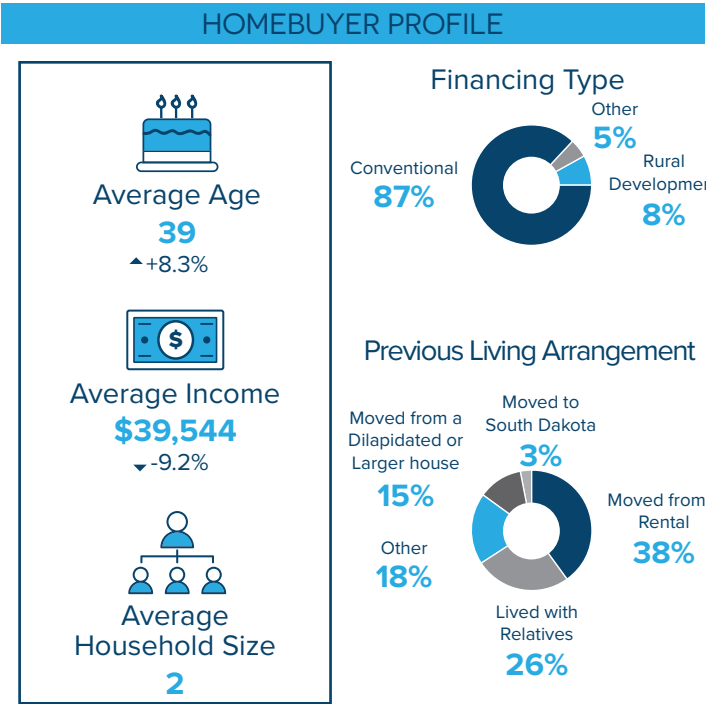 HOMEBUYER PROFILE
Average Age
39
+8.3%
$
Average Income
$39,544
-9.2%
Average
Household Size
2
Financing Type
Other
5%
Conventional
87%
Rural
Developmer
8%
Previous Living Arrangement
Moved to
South Dakota
3%
Moved from a
Dilapidated or
Larger house
15%
Moved from
Rental
38%
Other
18%
Lived with
Relatives
26%